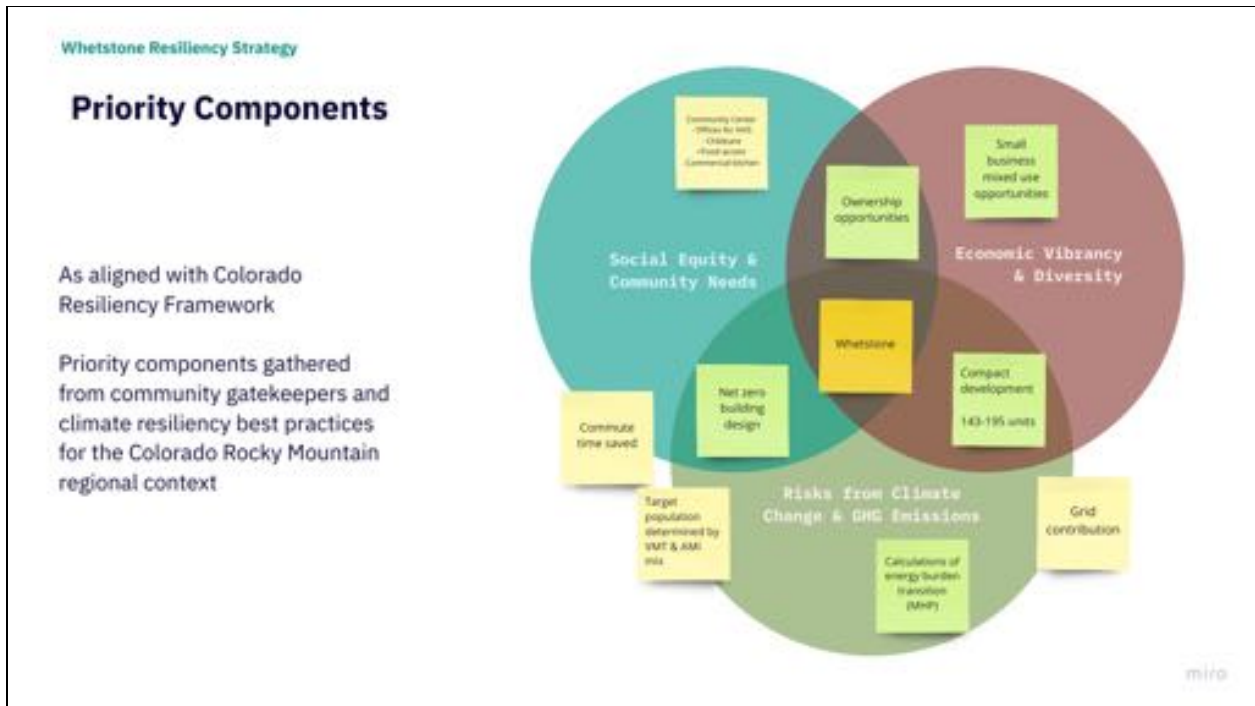 Whetstone Resiliency Strategy
Priority Components
As aligned with Colorado
Resiliency Framework
Priority components gathered
from community gatekeepers and
climate resiliency best practices
for the Colorado Rocky Mountain
regional context
Community Center
- Offices for
- Childcare
- Food access
Commercial kitchen
Small
business
mixed use
opportunities
Ownership
opportunities
Social Equity &
Community Needs
Economic Vibrancy
& Diversity
Whetstone
Net zero
building
design
Compact
development
143-195 units
Commute
time saved
Risks from Climate
Change & GHG Emissions
Target
population
determined by
VMT & AMI
mix
Grid
contribution
Calculations of
energy burden
transition
(MHP)
miro